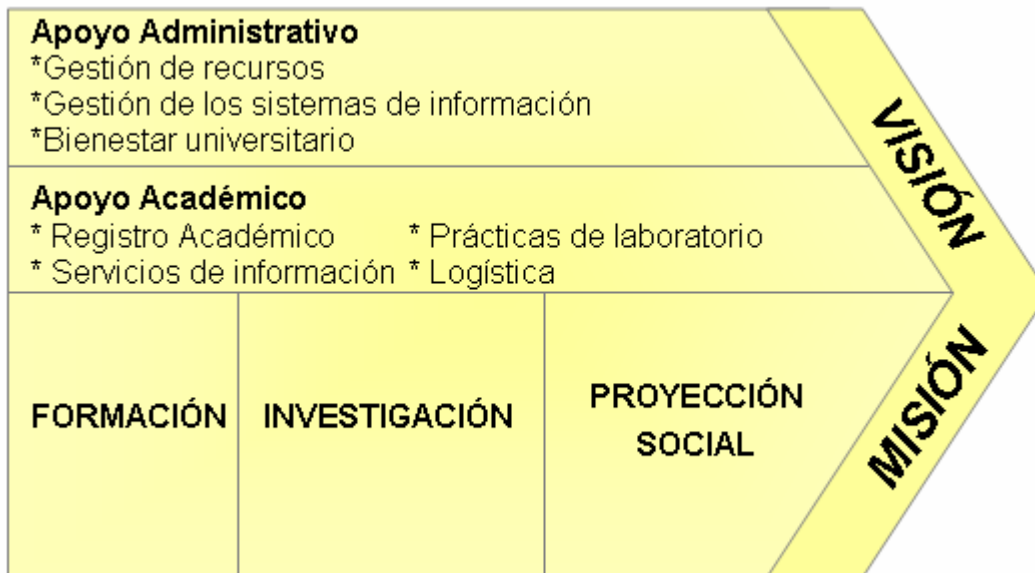 Apoyo Administrativo
*Gestión de recursos
*Gestión de los sistemas de información
*Bienestar universitario
Apoyo Académico
* Registro Académico * Prácticas de laboratorio
* Servicios de información * Logística
FORMACIÓN
INVESTIGACIÓN
PROYECCIÓN
SOCIAL
VISIÓN
MISIÓN